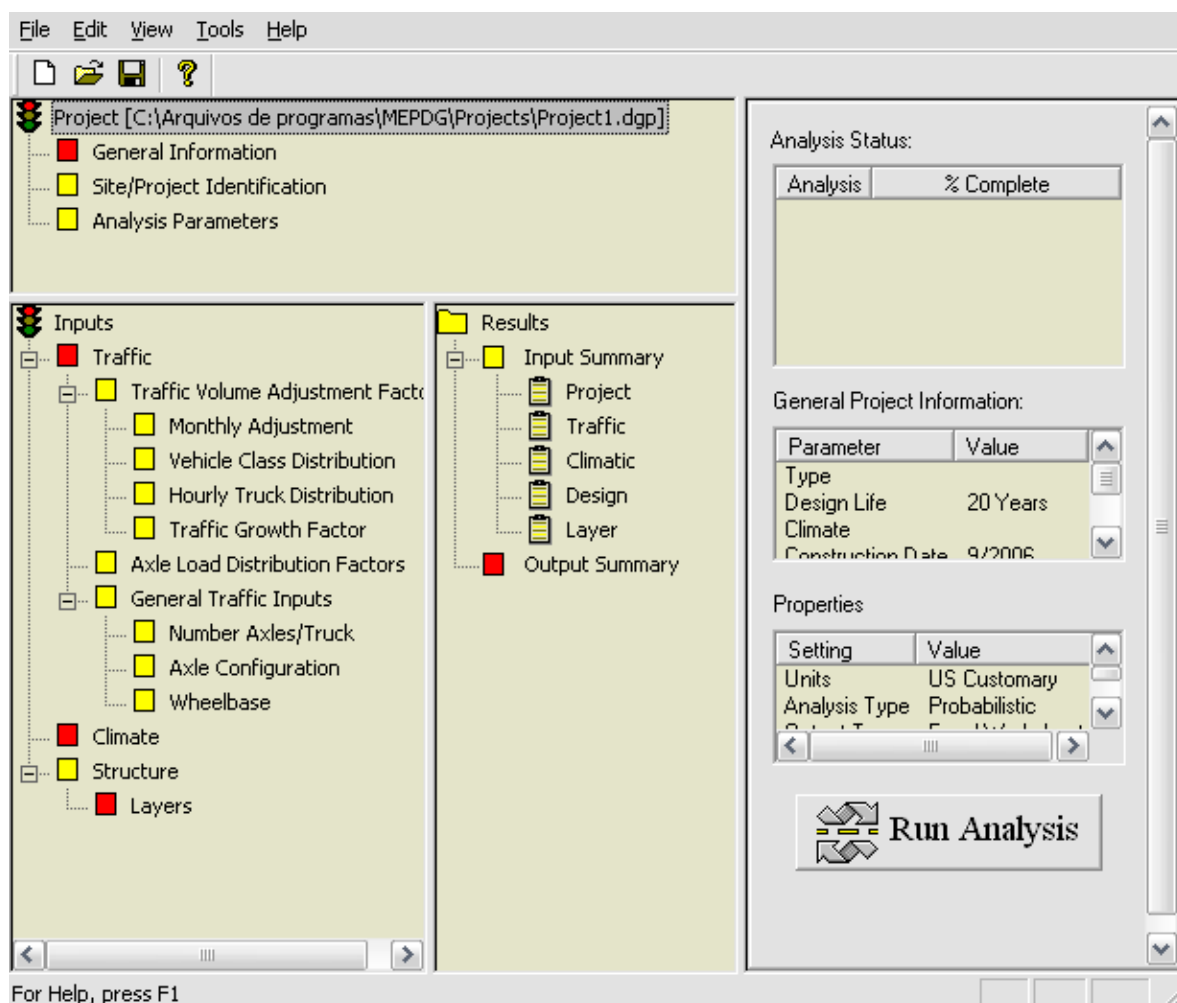 File Edit View Tools Help
Project [C:\Arquivos de programas\MEPDG\Projects\Project1.dgp]
General Information
Site/Project Identification
Analysis Parameters
Inputs
Traffic
Traffic Volume Adjustment
Monthly Adjustment
Vehicle Class Distribution
Hourly Truck Distribution
Traffic Growth Factor
Axle Load Distribution Factors
General Traffic Inputs
Number Axles/Truck
Axle Configuration
Wheelbase
Climate
Structure
Layers
Results
Input Summary
Project
Traffic
Climatic
Design
Layer
Output Summary
Analysis Status:
Analysis % Complete
General Project Information:
Parameter Value
Type
Design Life 20 Years
Climate
Construction Date 9/2006
Properties
Setting Value
Units US Customary
Analysis Type Probabilistic
Run Analysis
For Help, press F1